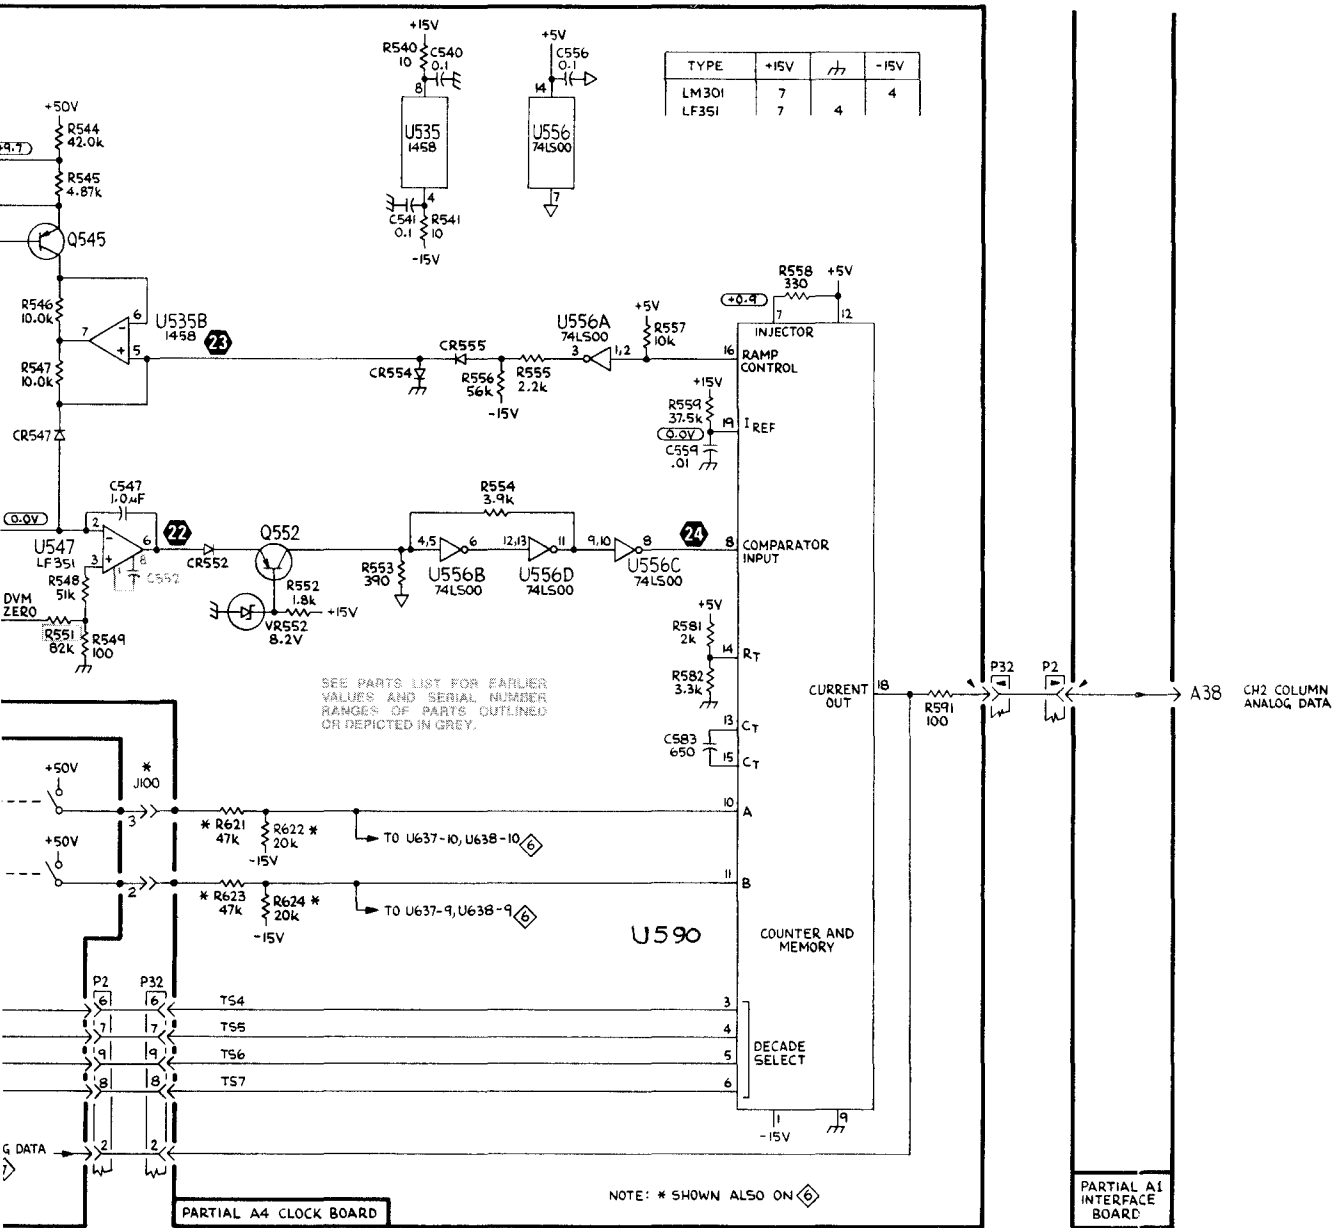 +15V
R540
10
C540
0.1
8
U535
1458
4
C541
0.1
R541
10
-15V
+5V
C556
0.1
14
U556
74LS00
7
TYPE +15V -15V
LM301 7 4
LF351 7 4
+50V
R544
42.0k
+9.7
R545
4.87k
Q545
R546
10.0k
7
6
-
+
5
U535B
1458
23
R547
10.0k
CR547
CR554
CR555
R556
56k
-15V
R555
2.2k
U556A
74LS00
3
1,2
+5V
R557
10k
+0.9
R558
330
+5V
7
12
INJECTOR
16
RAMP
CONTROL
+15V
R559
37.5k
19
I REF
0.0V
C559
.01
C547
1.0µF
0.0V
2
-
6
22
U547
LF351
3
+
1
8
C552
R548
51k
DVM
ZERO
R551
82k
R549
100
CR552
Q552
R552
1.8k
+15V
VR552
8.2V
R553
390
R554
3.9k
4,5
6
U556B
74LS00
12,13
11
U556D
74LS00
9,10
8
U556C
74LS00
24
8
COMPARATOR
INPUT
+5V
R581
2k
14
RT
R582
3.3k
13
CT
C583
650
15
CT
CURRENT
OUT
18
R591
100
P32
P2
A38
CH2 COLUMN
ANALOG DATA
SEE PARTS LIST FOR EARLIER
VALUES AND SERIAL NUMBER
RANGES OF PARTS OUTLINED
OR DEPICTED IN GREY.
+50V
*
J100
3
* R621
47k
R622 *
20k
-15V
TO U637-10, U638-10 6
10
A
+50V
2
* R623
47k
R624 *
20k
-15V
TO U637-9, U638-9 6
11
B
U590
COUNTER AND
MEMORY
P2
P32
6 6 TS4 3
7 7 TS5 4
9 9 TS6 5
8 8 TS7 6
DECADE
SELECT
1
-15V
9
G DATA
2 2
7
NOTE: * SHOWN ALSO ON 6
PARTIAL A4 CLOCK BOARD
PARTIAL A1
INTERFACE
BOARD